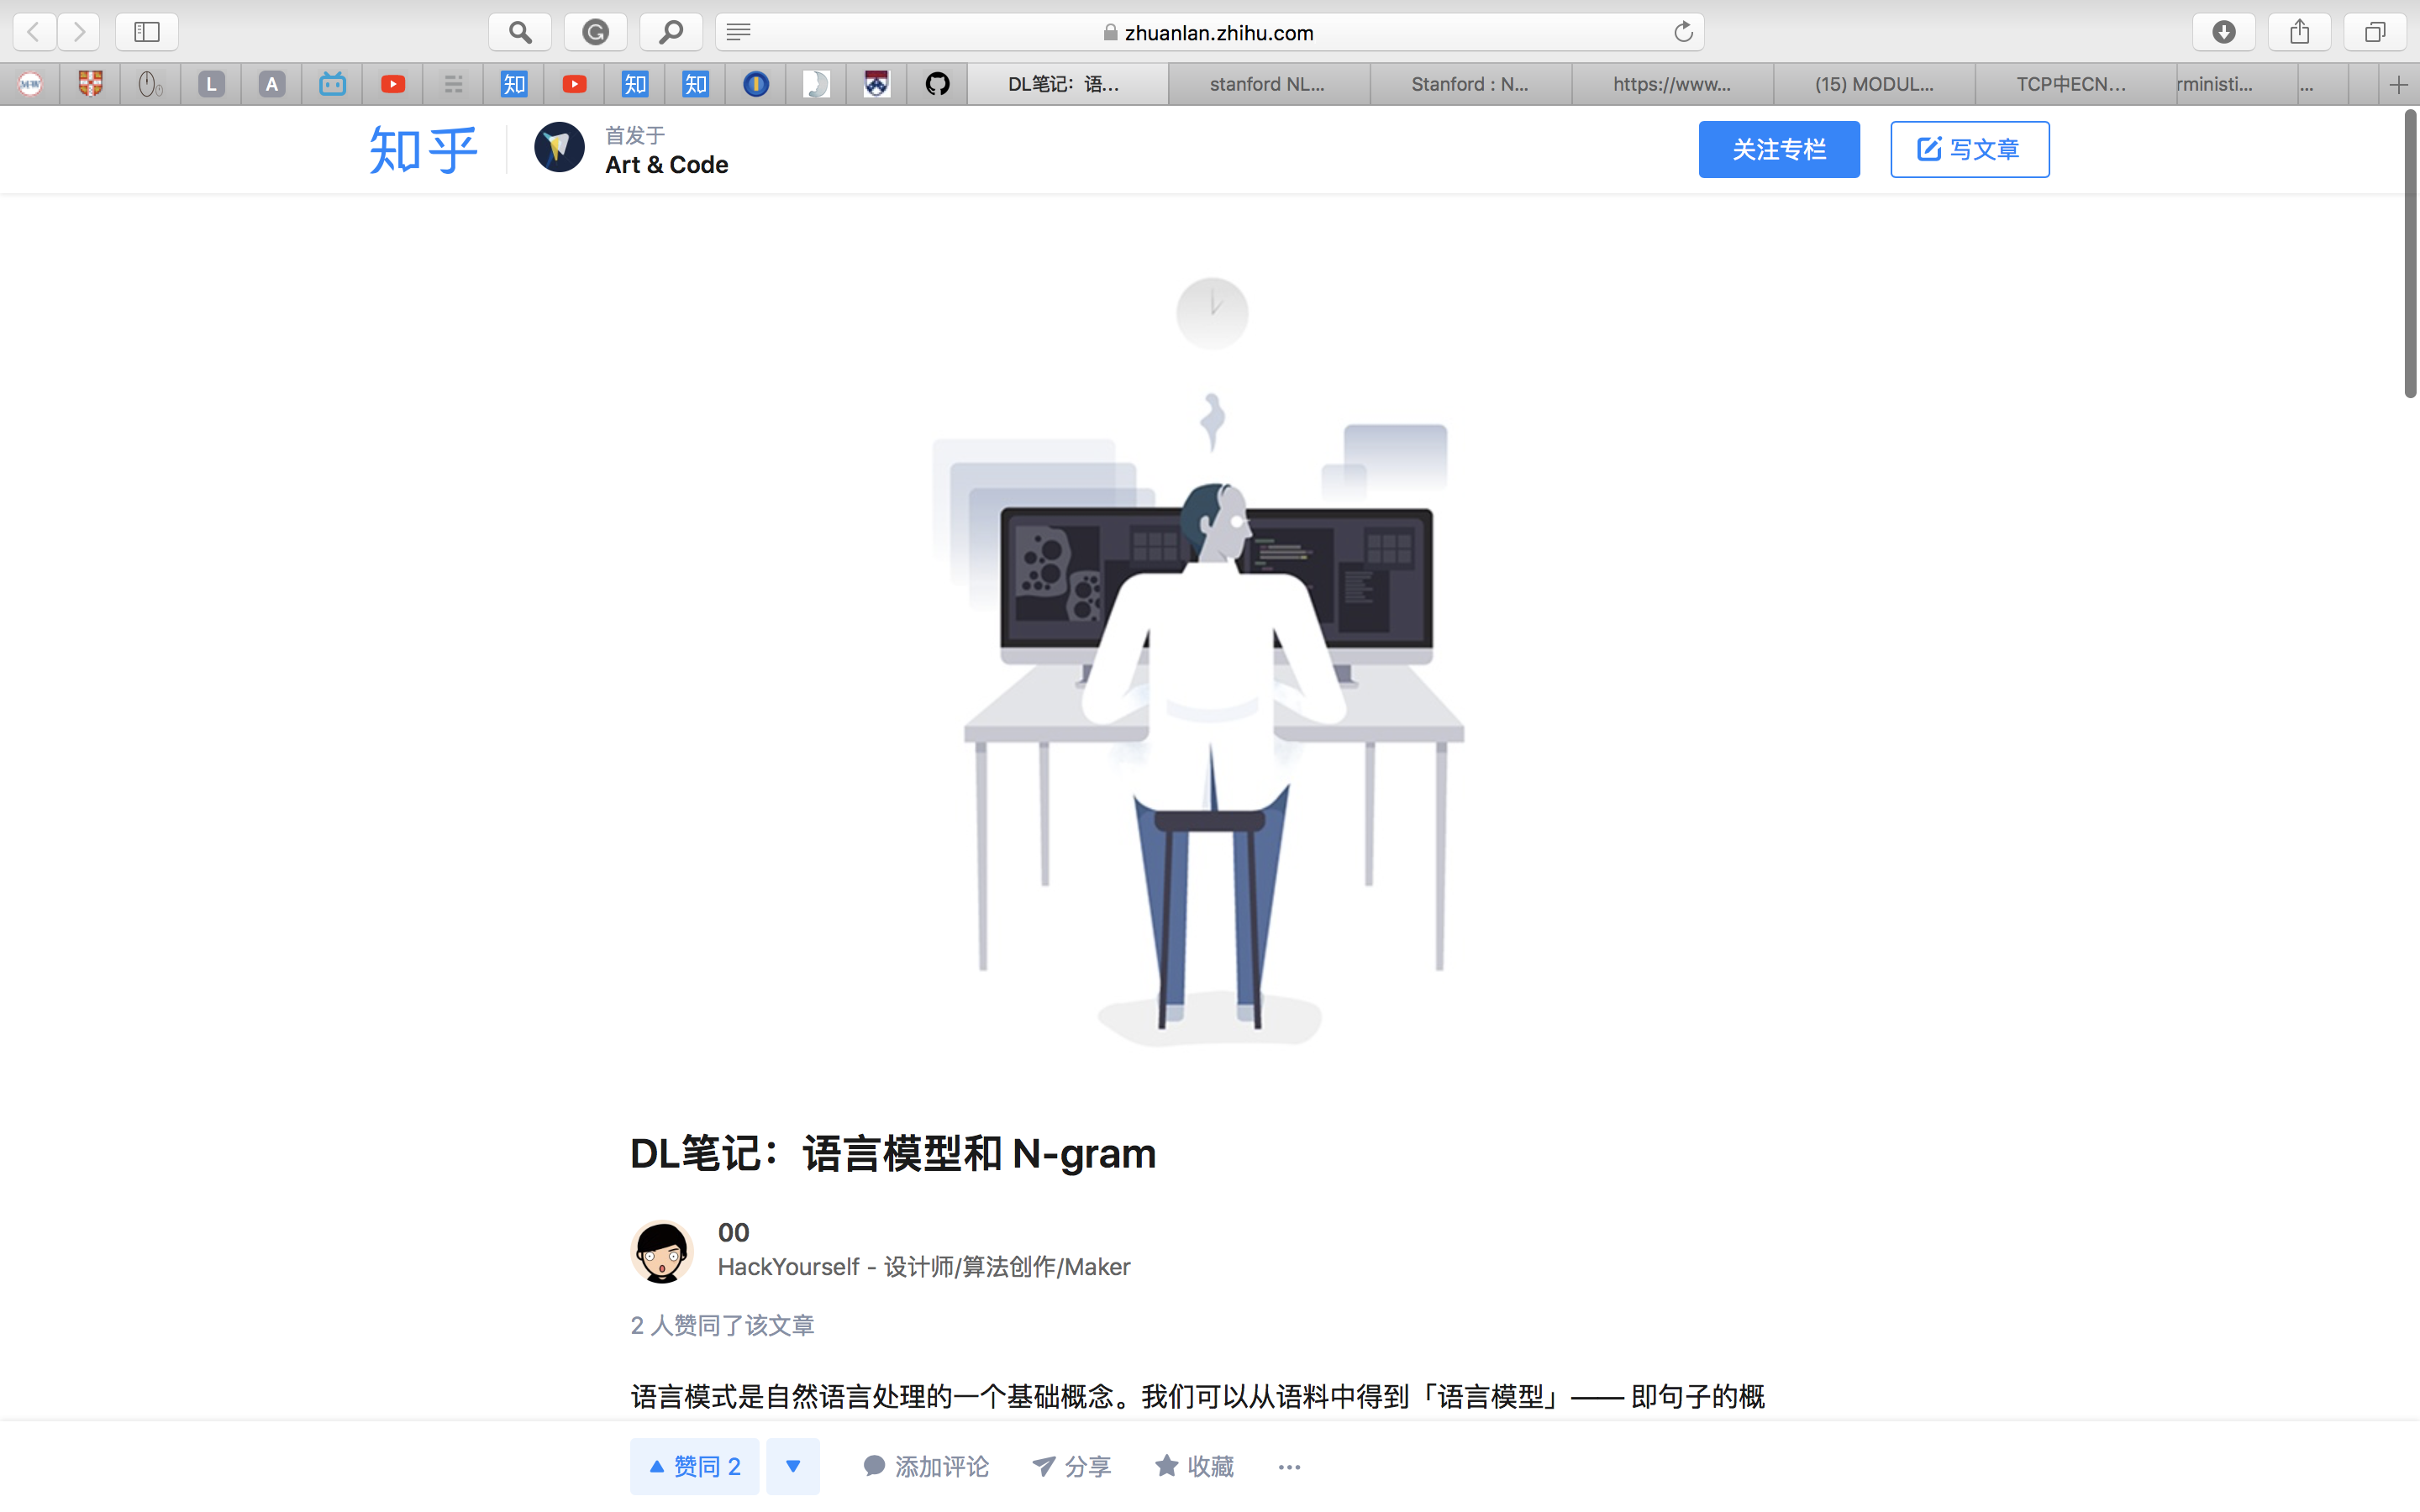 zhuanlan.zhihu.com
L
A
知
知
知
DL笔记：语...
stanford NL...
Stanford : N...
https://www...
(15) MODUL...
TCP中ECN...
rministi...
...
知乎
首发于
Art & Code
关注专栏
写文章
DL笔记：语言模型和 N-gram
00
HackYourself - 设计师/算法创作/Maker
2 人赞同了该文章
语言模式是自然语言处理的一个基础概念。我们可以从语料中得到「语言模型」—— 即句子的概
赞同 2
添加评论
分享
收藏